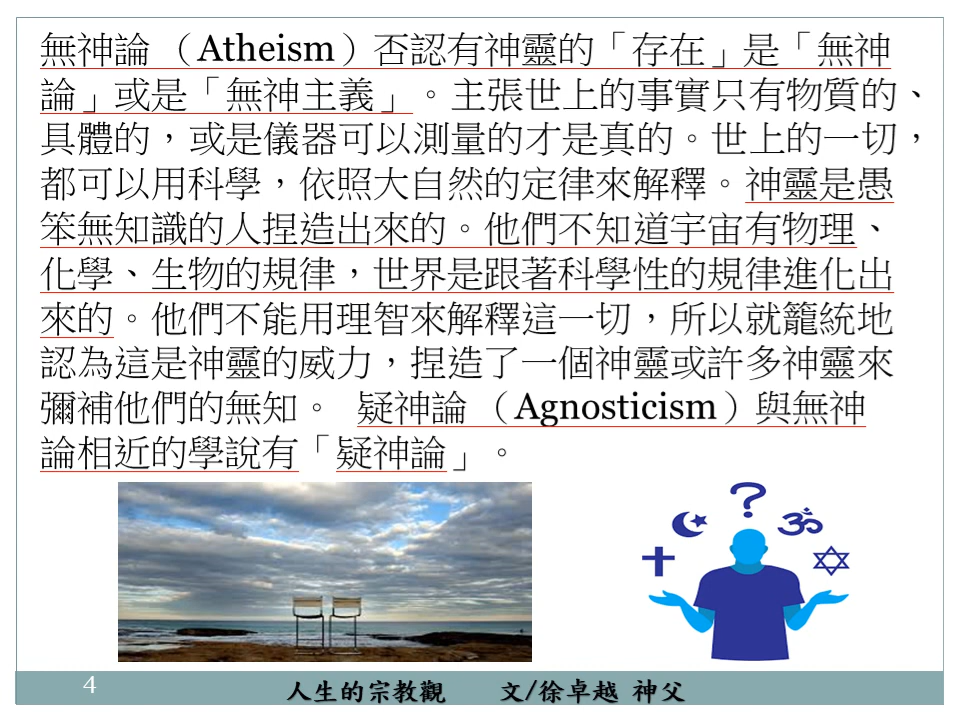 無神論 （Atheism）否認有神靈的「存在」是「無神
論」或是「無神主義」。主張世上的事實只有物質的、
具體的，或是儀器可以測量的才是真的。世上的一切，
都可以用科學，依照大自然的定律來解釋。神靈是愚
笨無知識的人捏造出來的。他們不知道宇宙有物理、
化學、生物的規律，世界是跟著科學性的規律進化出
來的。他們不能用理智來解釋這一切，所以就籠統地
認為這是神靈的威力，捏造了一個神靈或許多神靈來
彌補他們的無知。 疑神論 （Agnosticism）與無神
論相近的學說有「疑神論」。
?
4
人生的宗教觀 文/徐卓越 神父